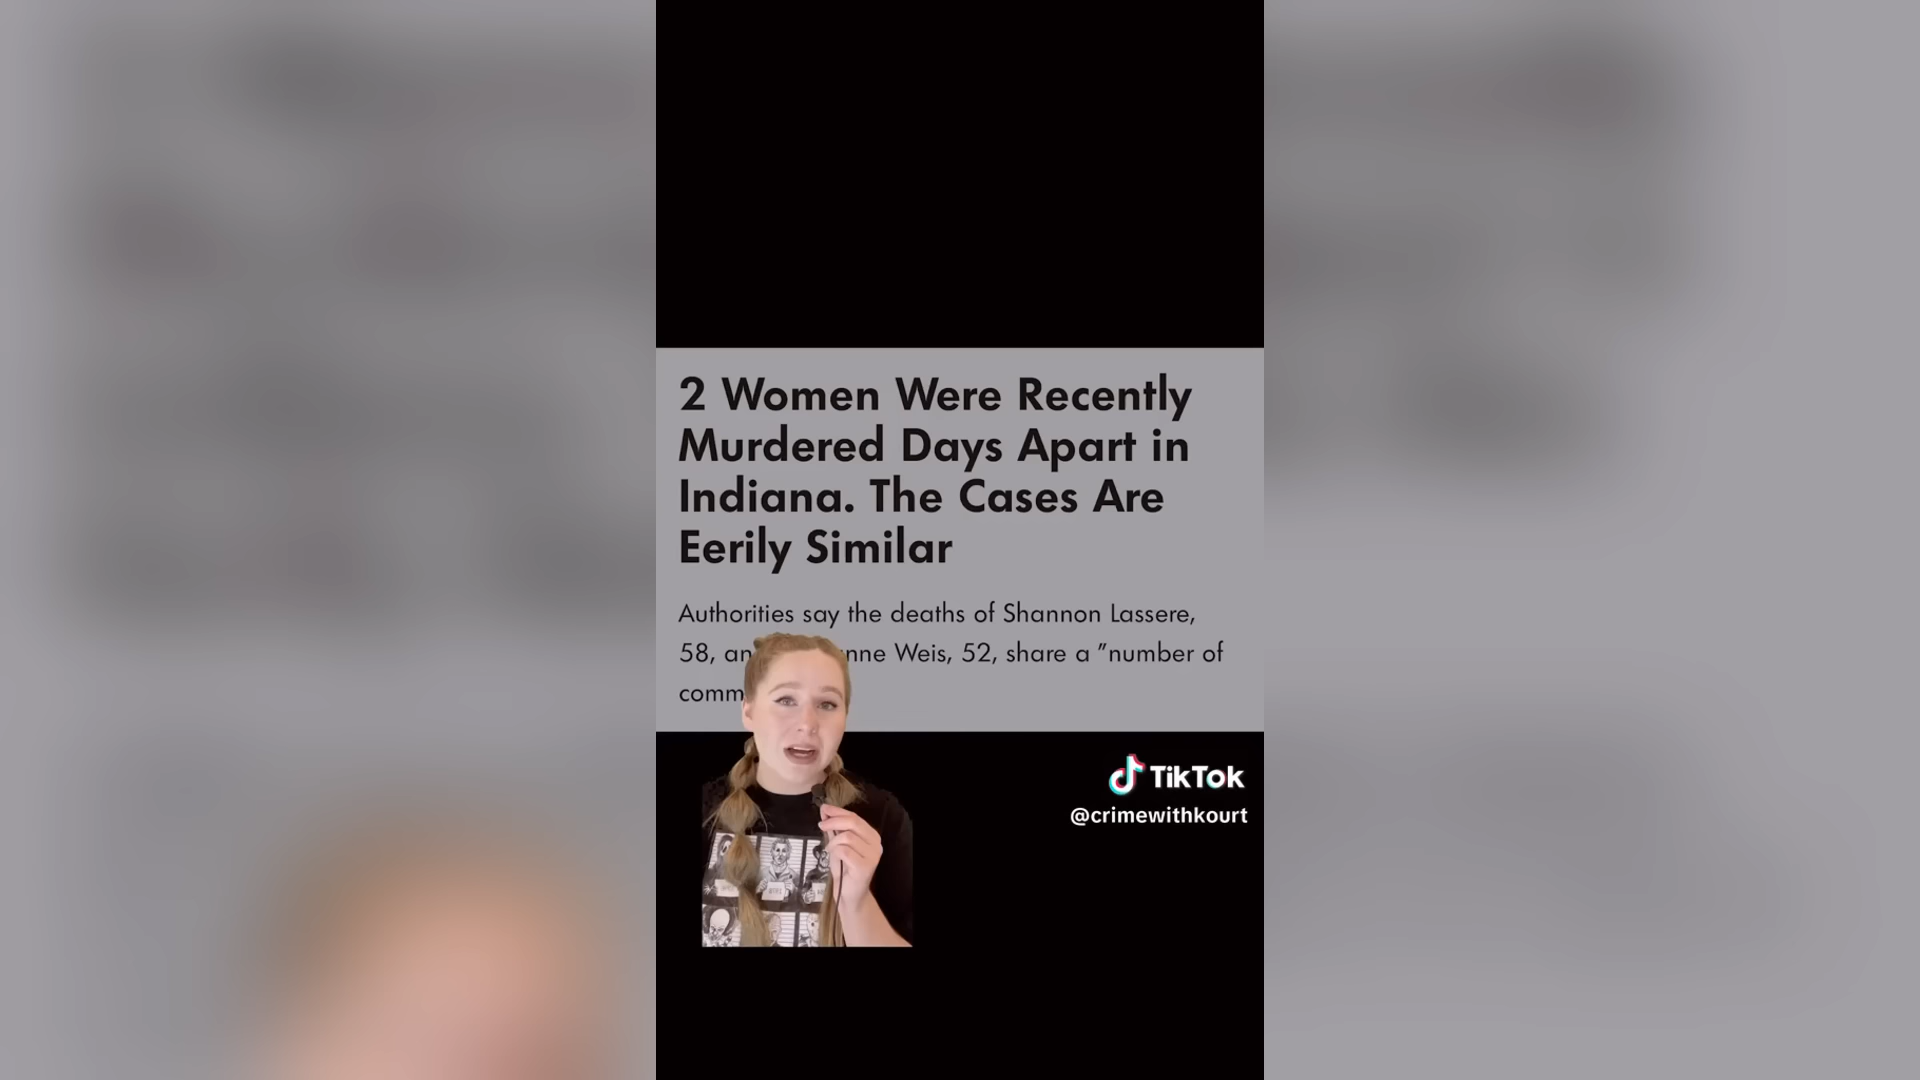 2 Women Were Recently
Murdered Days Apart in
Indiana. The Cases Are
Eerily Similar
Authorities say the deaths of Shannon Lassere,
58, an nne Weis, 52, share a "number of
comm
TikTok
@crimewithkourt